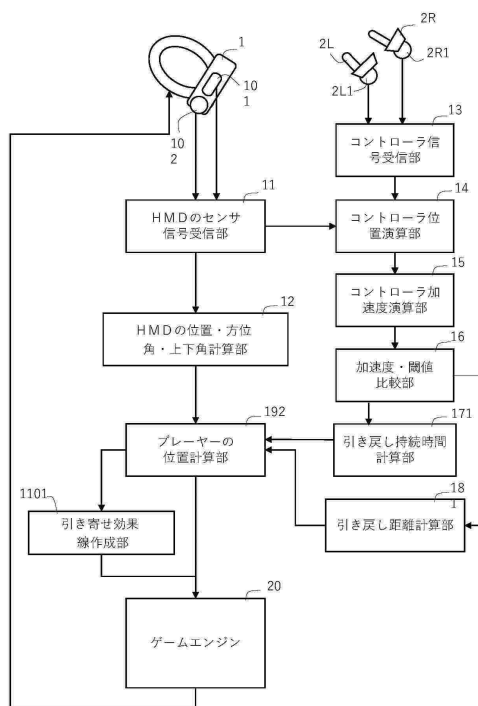 1
2R
2L
2R1
2L1
10
1
10
2
13
コントローラ信
号受信部
11
HMDのセンサ
信号受信部
14
コントローラ位
置演算部
15
コントローラ加
速度演算部
12
HMDの位置・方位
角・上下角計算部
16
加速度・閾値
比較部
192
プレーヤーの
位置計算部
171
引き戻し持続時間
計算部
1101
引き寄せ効果
線作成部
18
1
引き戻し距離計算部
20
ゲームエンジン